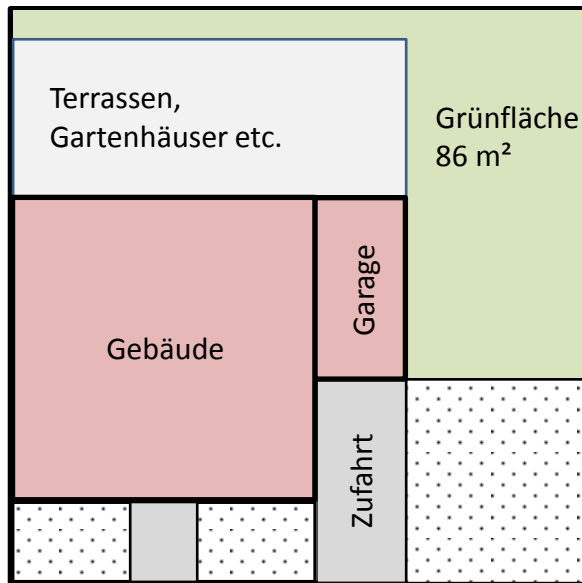 Terrassen,
Gartenhäuser etc.
Grünfläche
86 m²
Garage
Gebäude
Zufahrt